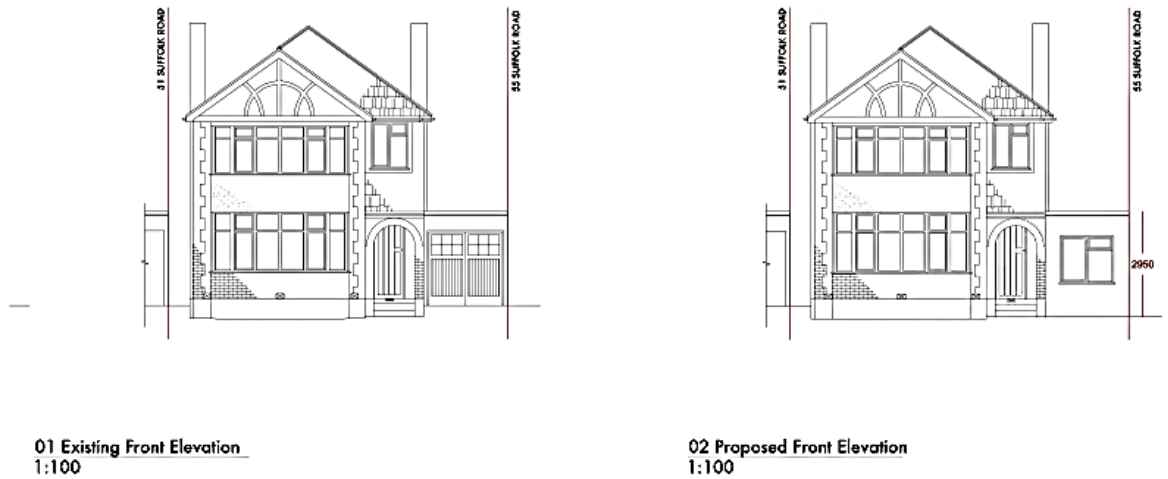 51 SUFFOLK ROAD
55 SUFFOLK ROAD
51 SUFFOLK ROAD
55 SUFFOLK ROAD
2950
01 Existing Front Elevation
1:100
02 Proposed Front Elevation
1:100